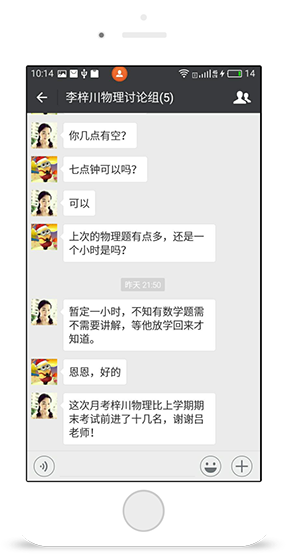 10:14
14
李梓川物理讨论组(5)
你几点有空?
七点钟可以吗?
可以
上次的物理题有点多，还是一
个小时是吗?
昨天 21:50
暂定一小时，不知有数学题需
不需要讲解，等他放学回来才
知道。
恩恩，好的
这次月考梓川物理比上学期期
末考试前进了十几名，谢谢吕
老师！